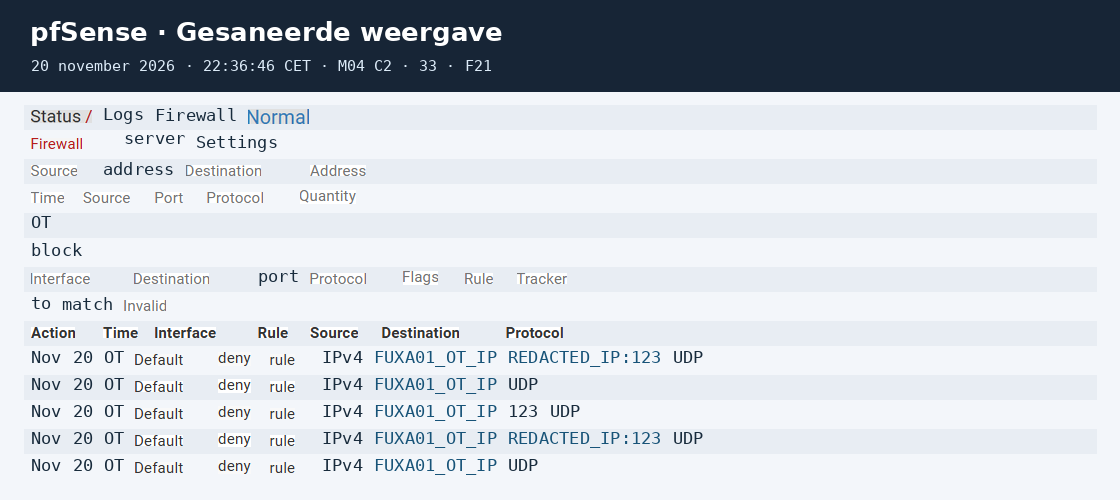 pfSense · Gesaneerde weergave
20 november 2026 · 22:36:46 CET · M04 C2 · 33 · F21
Status / Logs Firewall Normal
Firewall server Settings
Source address Destination Address
Time Source Port Protocol Quantity
OT
block
Interface Destination port Protocol Flags Rule Tracker
to match Invalid
Action Time Interface Rule Source Destination Protocol
Nov 20 OT Default deny rule IPv4 FUXA01_OT_IP REDACTED_IP:123 UDP
Nov 20 OT Default deny rule IPv4 FUXA01_OT_IP UDP
Nov 20 OT Default deny rule IPv4 FUXA01_OT_IP 123 UDP
Nov 20 OT Default deny rule IPv4 FUXA01_OT_IP REDACTED_IP:123 UDP
Nov 20 OT Default deny rule IPv4 FUXA01_OT_IP UDP